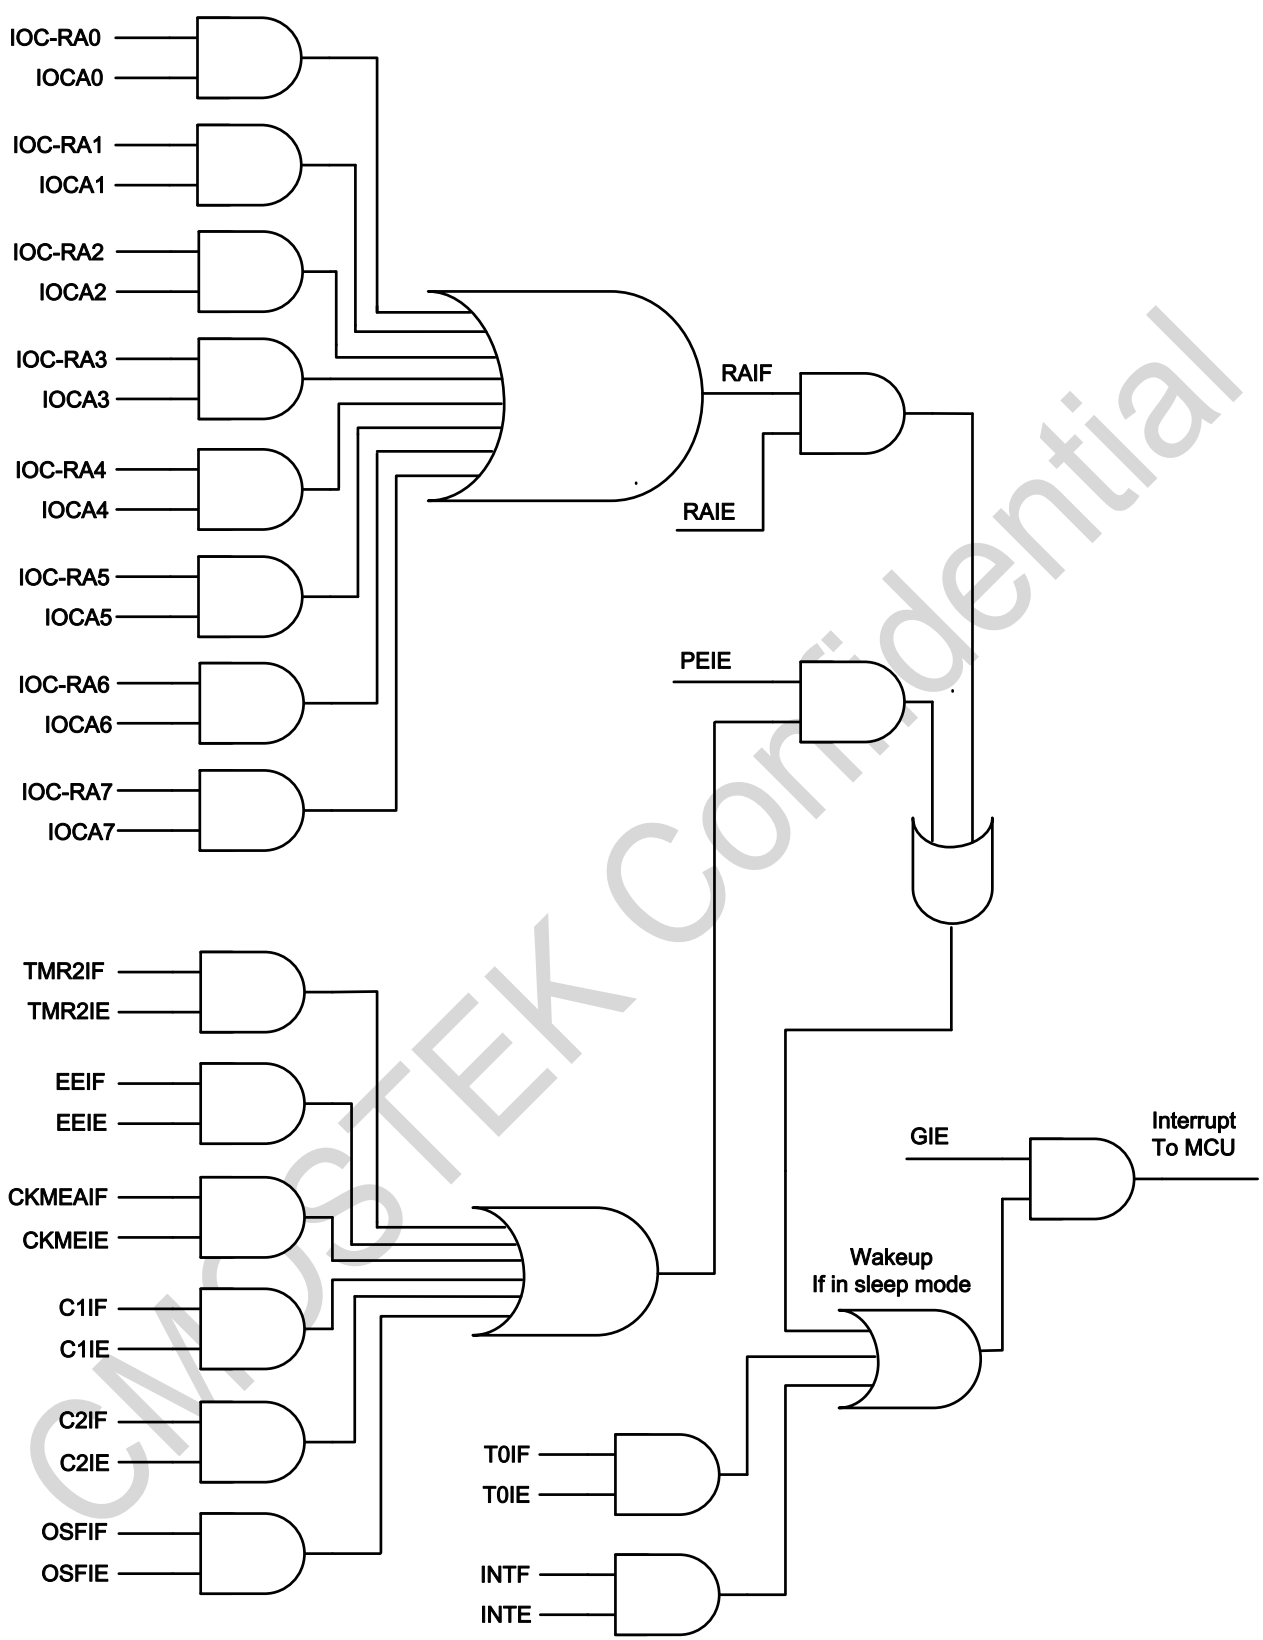 IOC-RA0
IOCA0
IOC-RA1
IOCA1
IOC-RA2
IOCA2
IOC-RA3
IOCA3
IOC-RA4
IOCA4
IOC-RA5
IOCA5
IOC-RA6
IOCA6
IOC-RA7
IOCA7
RAIF
RAIE
PEIE
TMR2IF
TMR2IE
EEIF
EEIE
CKMEAIF
CKMEIE
C1IF
C1IE
C2IF
C2IE
OSFIF
OSFIE
GIE
Interrupt
To MCU
Wakeup
If in sleep mode
T0IF
T0IE
INTF
INTE
CMOSTEK Confidential